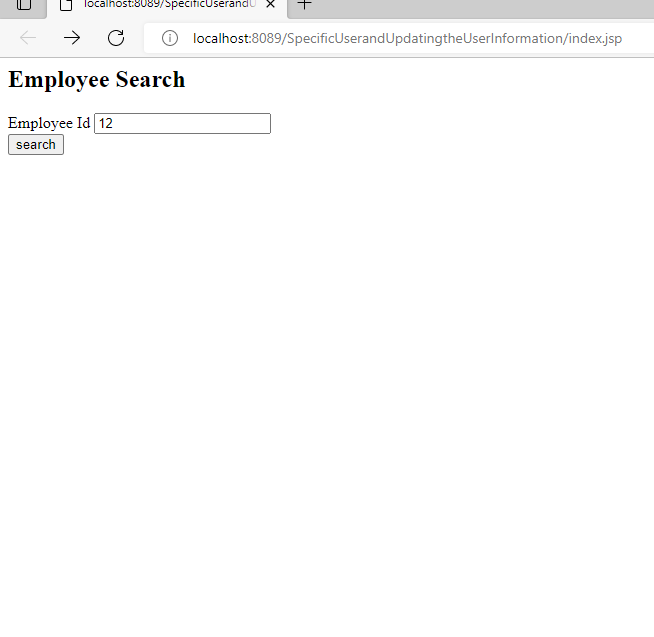 localhost:8089/SpecificUserandU
localhost:8089/SpecificUserandUpdatingtheUserInformation/index.jsp
Employee Search
Employee Id 12
search